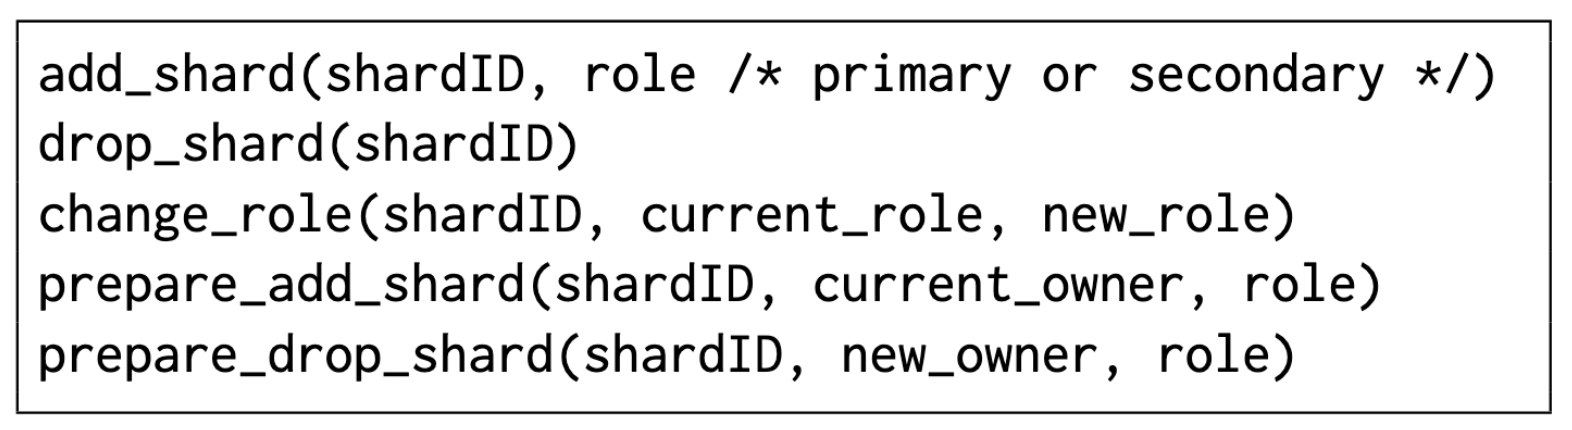 add_shard(shardID, role /* primary or secondary */)
drop_shard(shardID)
change_role(shardID, current_role, new_role)
prepare_add_shard(shardID, current_owner, role)
prepare_drop_shard(shardID, new_owner, role)